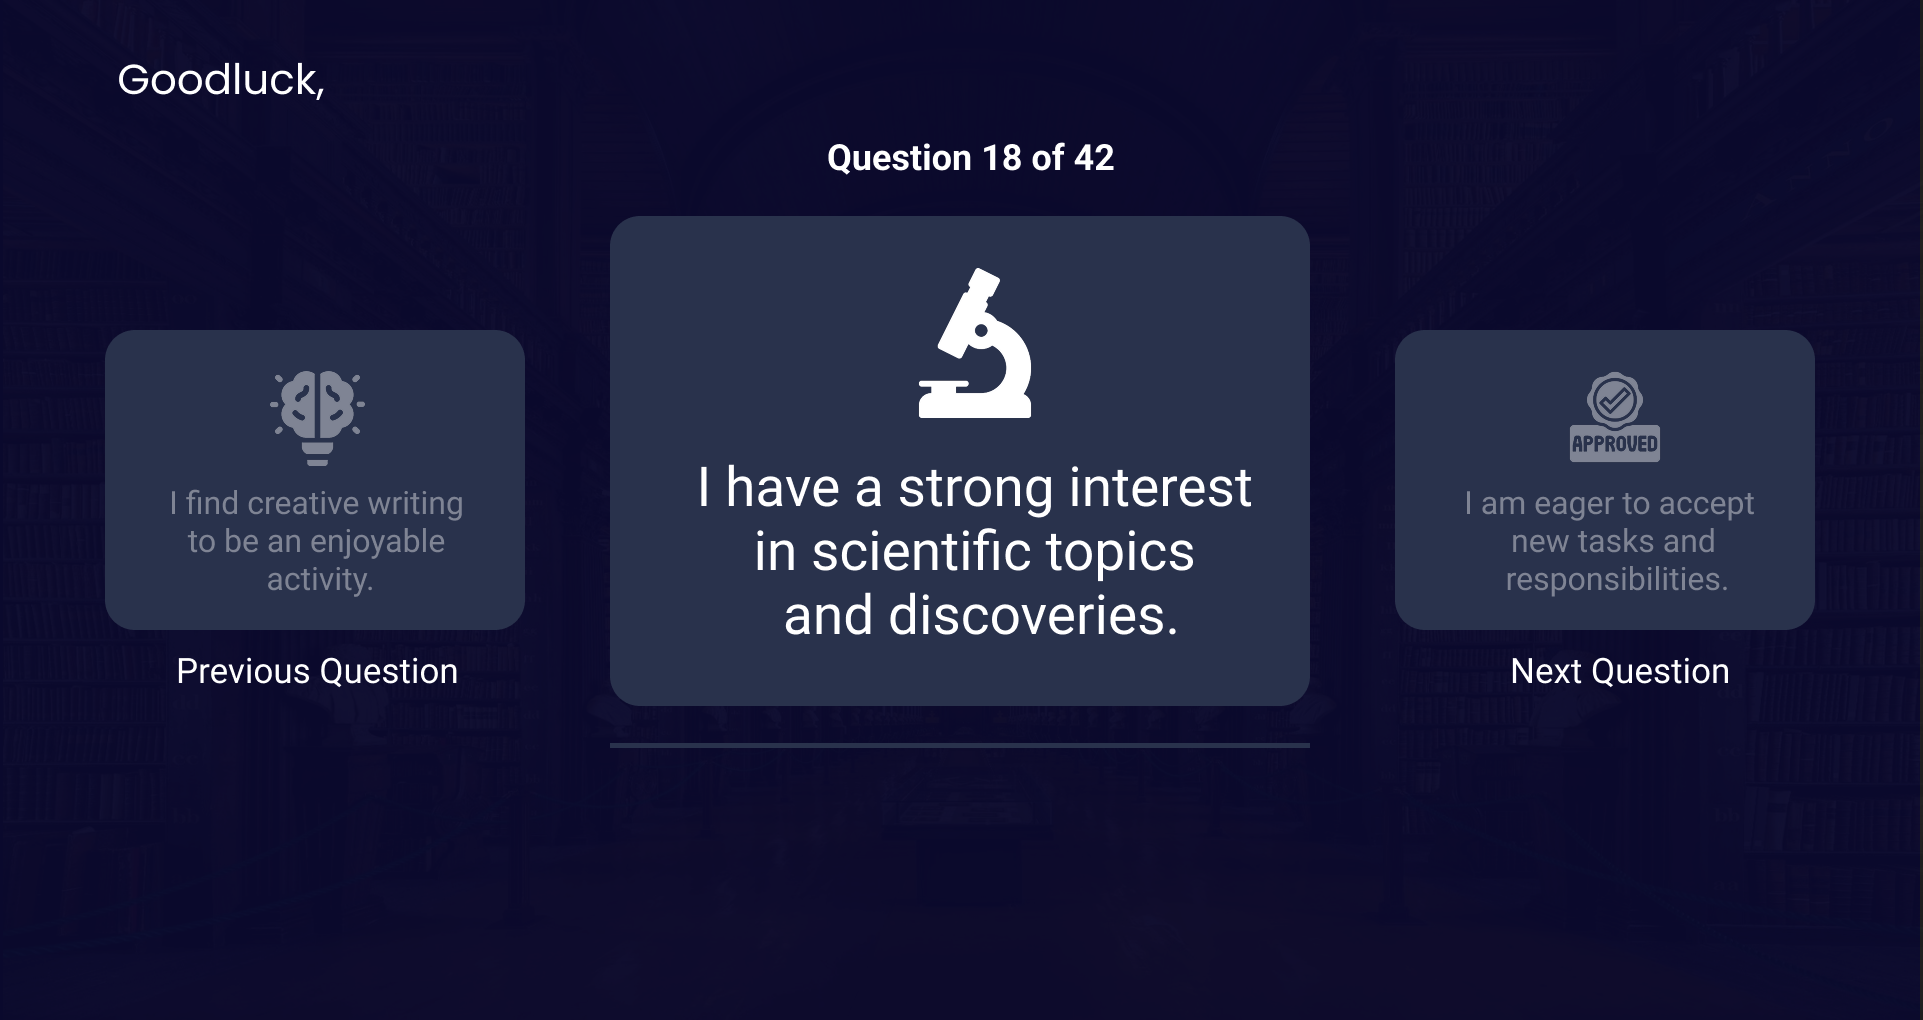 Goodluck,
Question 18 of 42
I find creative writing
to be an enjoyable
activity.
Previous Question
I have a strong interest
in scientific topics
and discoveries.
APPROVED
I am eager to accept
new tasks and
responsibilities.
Next Question